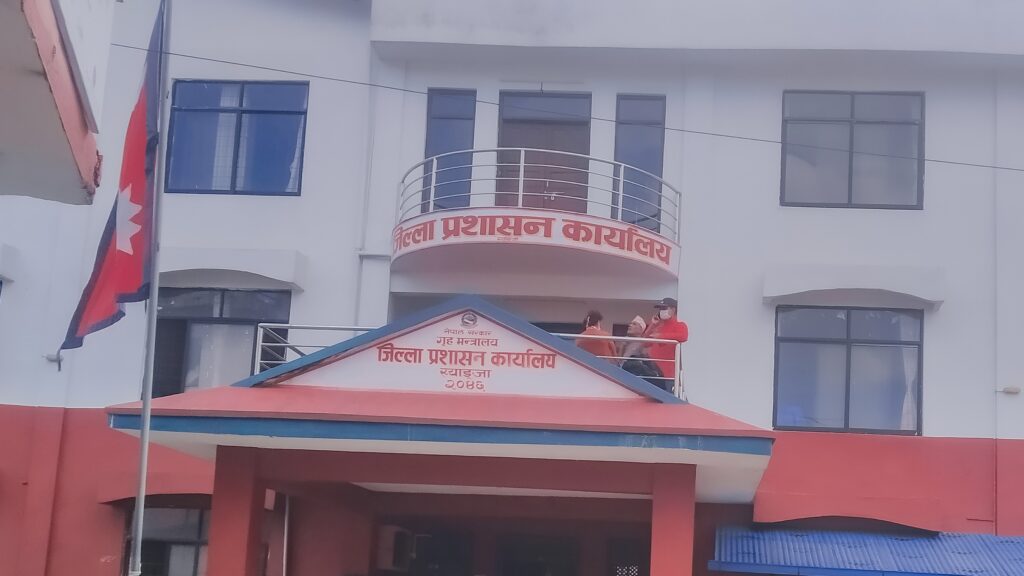 जिल्ला प्रशासन कार्यालय
स्याङ्जा
नेपाल सरकार
गृह मन्त्रालय
जिल्ला प्रशासन कार्यालय
स्याङ्जा
२०४६